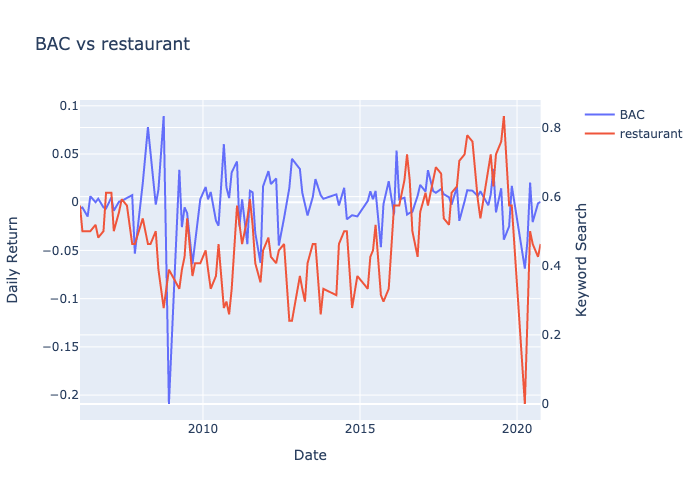 BAC vs restaurant
BAC
restaurant
0.1
0.05
0
−0.05
−0.1
−0.15
−0.2
0.8
0.6
0.4
0.2
0
2010
2015
2020
Daily Return
Keyword Search
Date